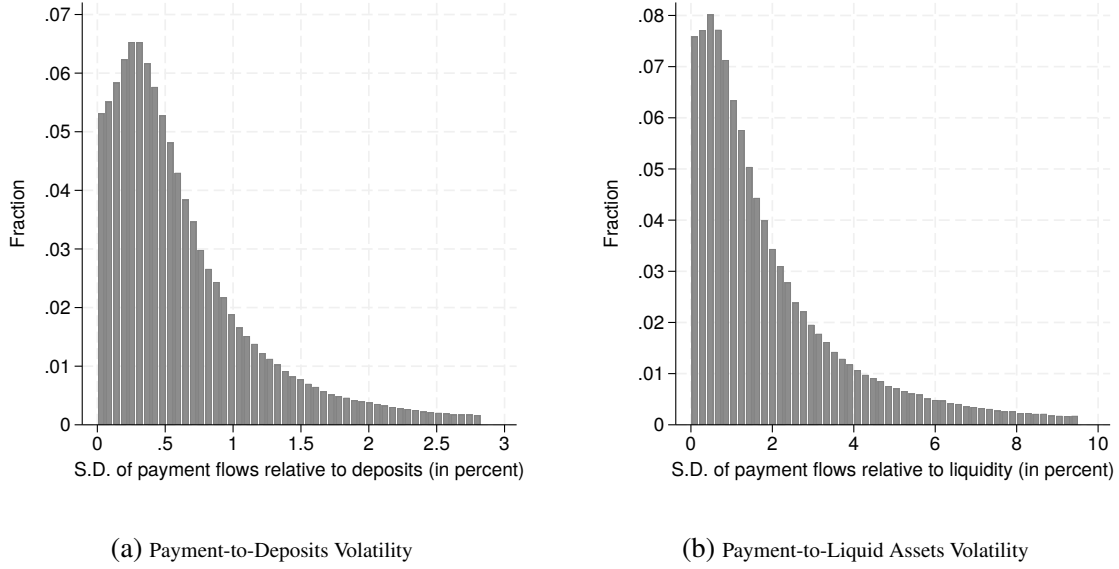 .07
.06
.05
.04
.03
.02
.01
0
Fraction
0 .5 1 1.5 2 2.5 3
S.D. of payment flows relative to deposits (in percent)
(a) Payment-to-Deposits Volatility
.08
.07
.06
.05
.04
.03
.02
.01
0
Fraction
0 2 4 6 8 10
S.D. of payment flows relative to liquidity (in percent)
(b) Payment-to-Liquid Assets Volatility